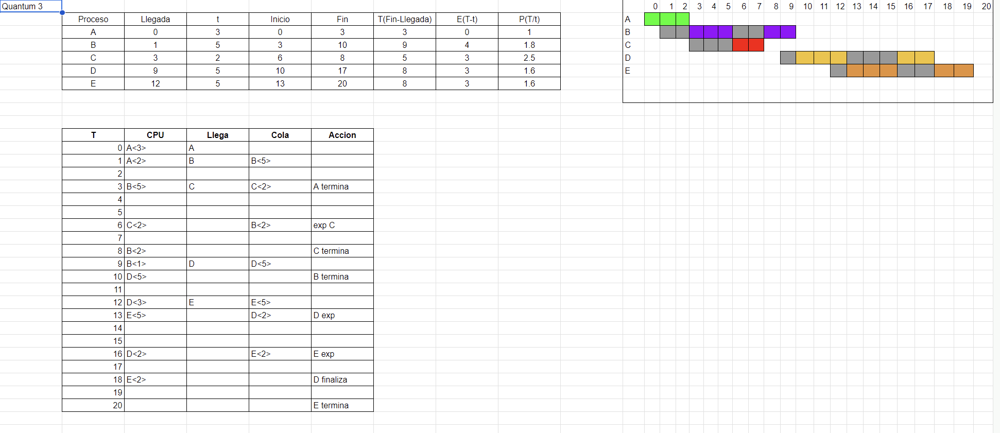 Quantum 3
0 1 2 3 4 5 6 7 8 9 10 11 12 13 14 15 16 17 18 19 20
Proceso Llegada t Inicio Fin T(Fin-Llegada) E(T-t) P(T/t)
A 0 3 0 3 3 0 1
B 1 5 3 10 9 4 1.8
C 3 2 6 8 5 3 2.5
D 9 5 10 17 8 3 1.6
E 12 5 13 20 8 3 1.6
A
B
C
D
E
T CPU Llega Cola Accion
0 A<3> A
1 A<2> B B<5>
2
3 B<5> C C<2> A termina
4
5
6 C<2> B<2> exp C
7
8 B<2> C termina
9 B<1> D D<5>
10 D<5> B termina
11
12 D<3> E E<5>
13 E<5> D<2> D exp
14
15
16 D<2> E<2> E exp
17
18 E<2> D finaliza
19
20 E termina